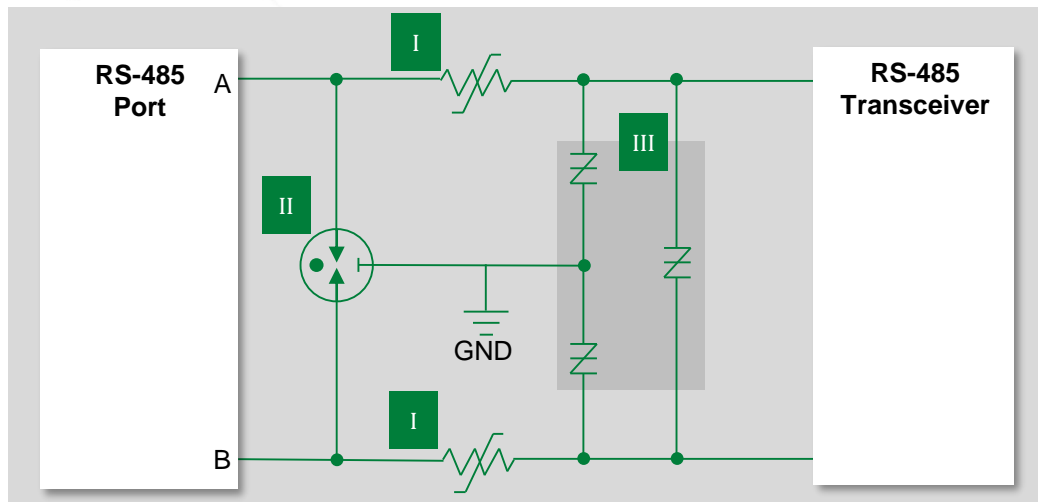 RS-485
Port
A
I
RS-485
Transceiver
III
II
GND
I
B